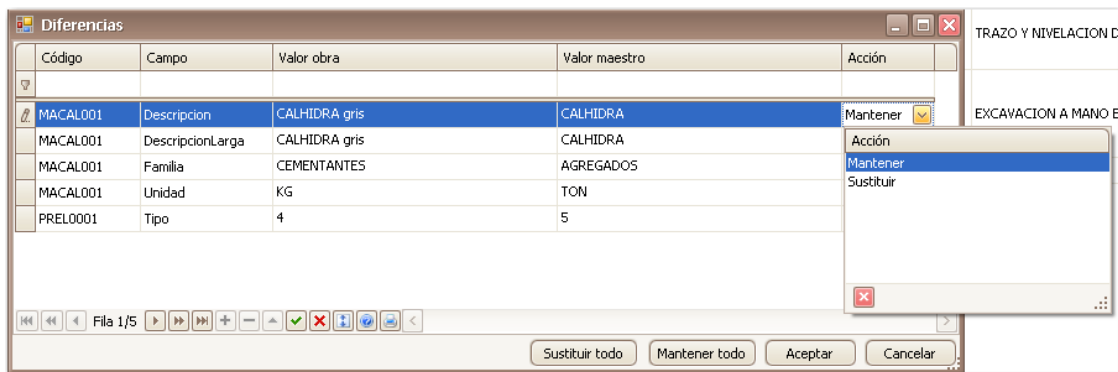 Diferencias
TRAZO Y NIVELACION D
Código Campo Valor obra Valor maestro Acción
MACAL001 Descripcion CALHIDRA gris CALHIDRA Mantener
EXCAVACION A MANO E
MACAL001 DescripcionLarga CALHIDRA gris CALHIDRA
Acción
MACAL001 Familia CEMENTANTES AGREGADOS
Mantener
MACAL001 Unidad KG TON
Sustituir
PREL0001 Tipo 4 5
Fila 1/5
Sustituir todo Mantener todo Aceptar Cancelar